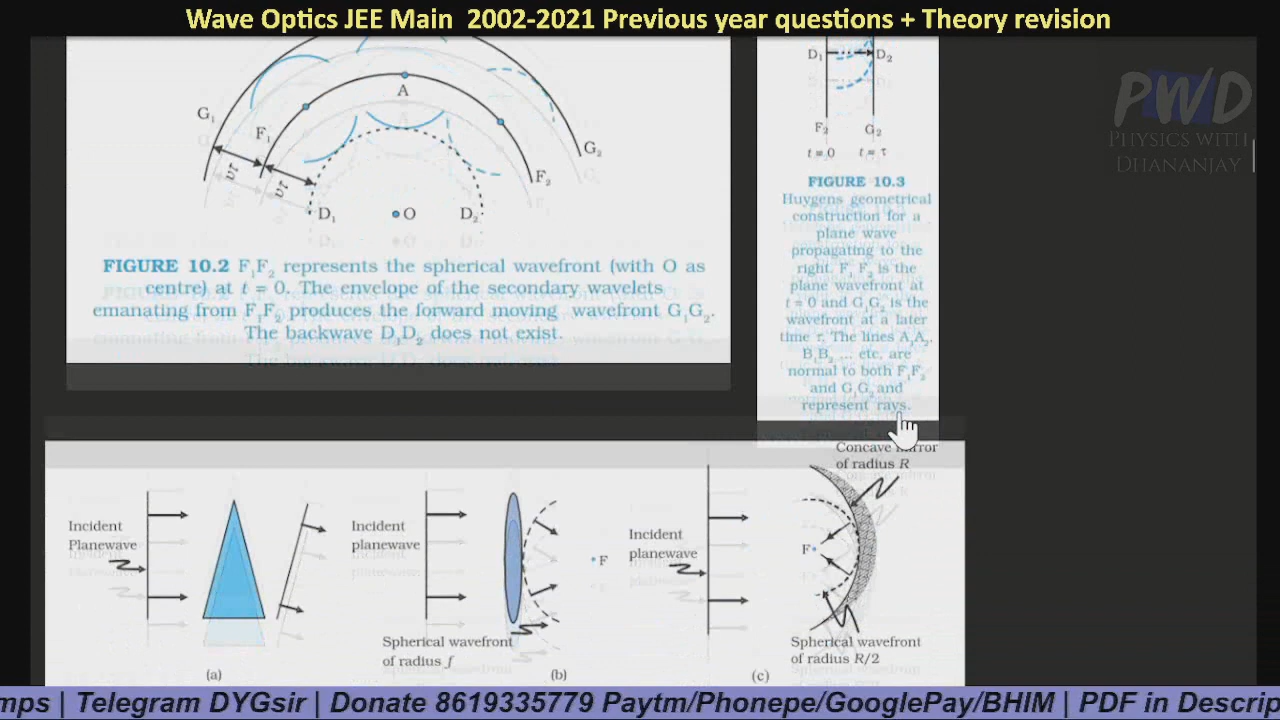 Wave Optics JEE Main 2002-2021 Previous year questions + Theory revision
PWD
PHYSICS WITH
DHANANJAY
A
G₁
F₁
G₂
F₂
vτ
vτ
D₁
O
D₂
FIGURE 10.2 F₁F₂ represents the spherical wavefront (with O as
centre) at t = 0. The envelope of the secondary wavelets
emanating from F₁F₂ produces the forward moving wavefront G₁G₂.
The backwave D₁D₂ does not exist.
D₁
D₂
F₂
G₂
t = 0
t = τ
FIGURE 10.3
Huygens geometrical
construction for a
plane wave
propagating to the
right. F₁ F₂ is the
plane wavefront at
t = 0 and G₁G₂ is the
wavefront at a later
time τ. The lines A₁A₂,
B₁B₂ ... etc, are
normal to both F₁F₂
and G₁G₂ and
represent rays.
Incident
Planewave
(a)
Incident
planewave
F
Spherical wavefront
of radius f
(b)
Concave mirror
of radius R
Incident
planewave
F
Spherical wavefront
of radius R/2
(c)
mps | Telegram DYGsir | Donate 8619335779 Paytm/Phonepe/GooglePay/BHIM | PDF in Descrip